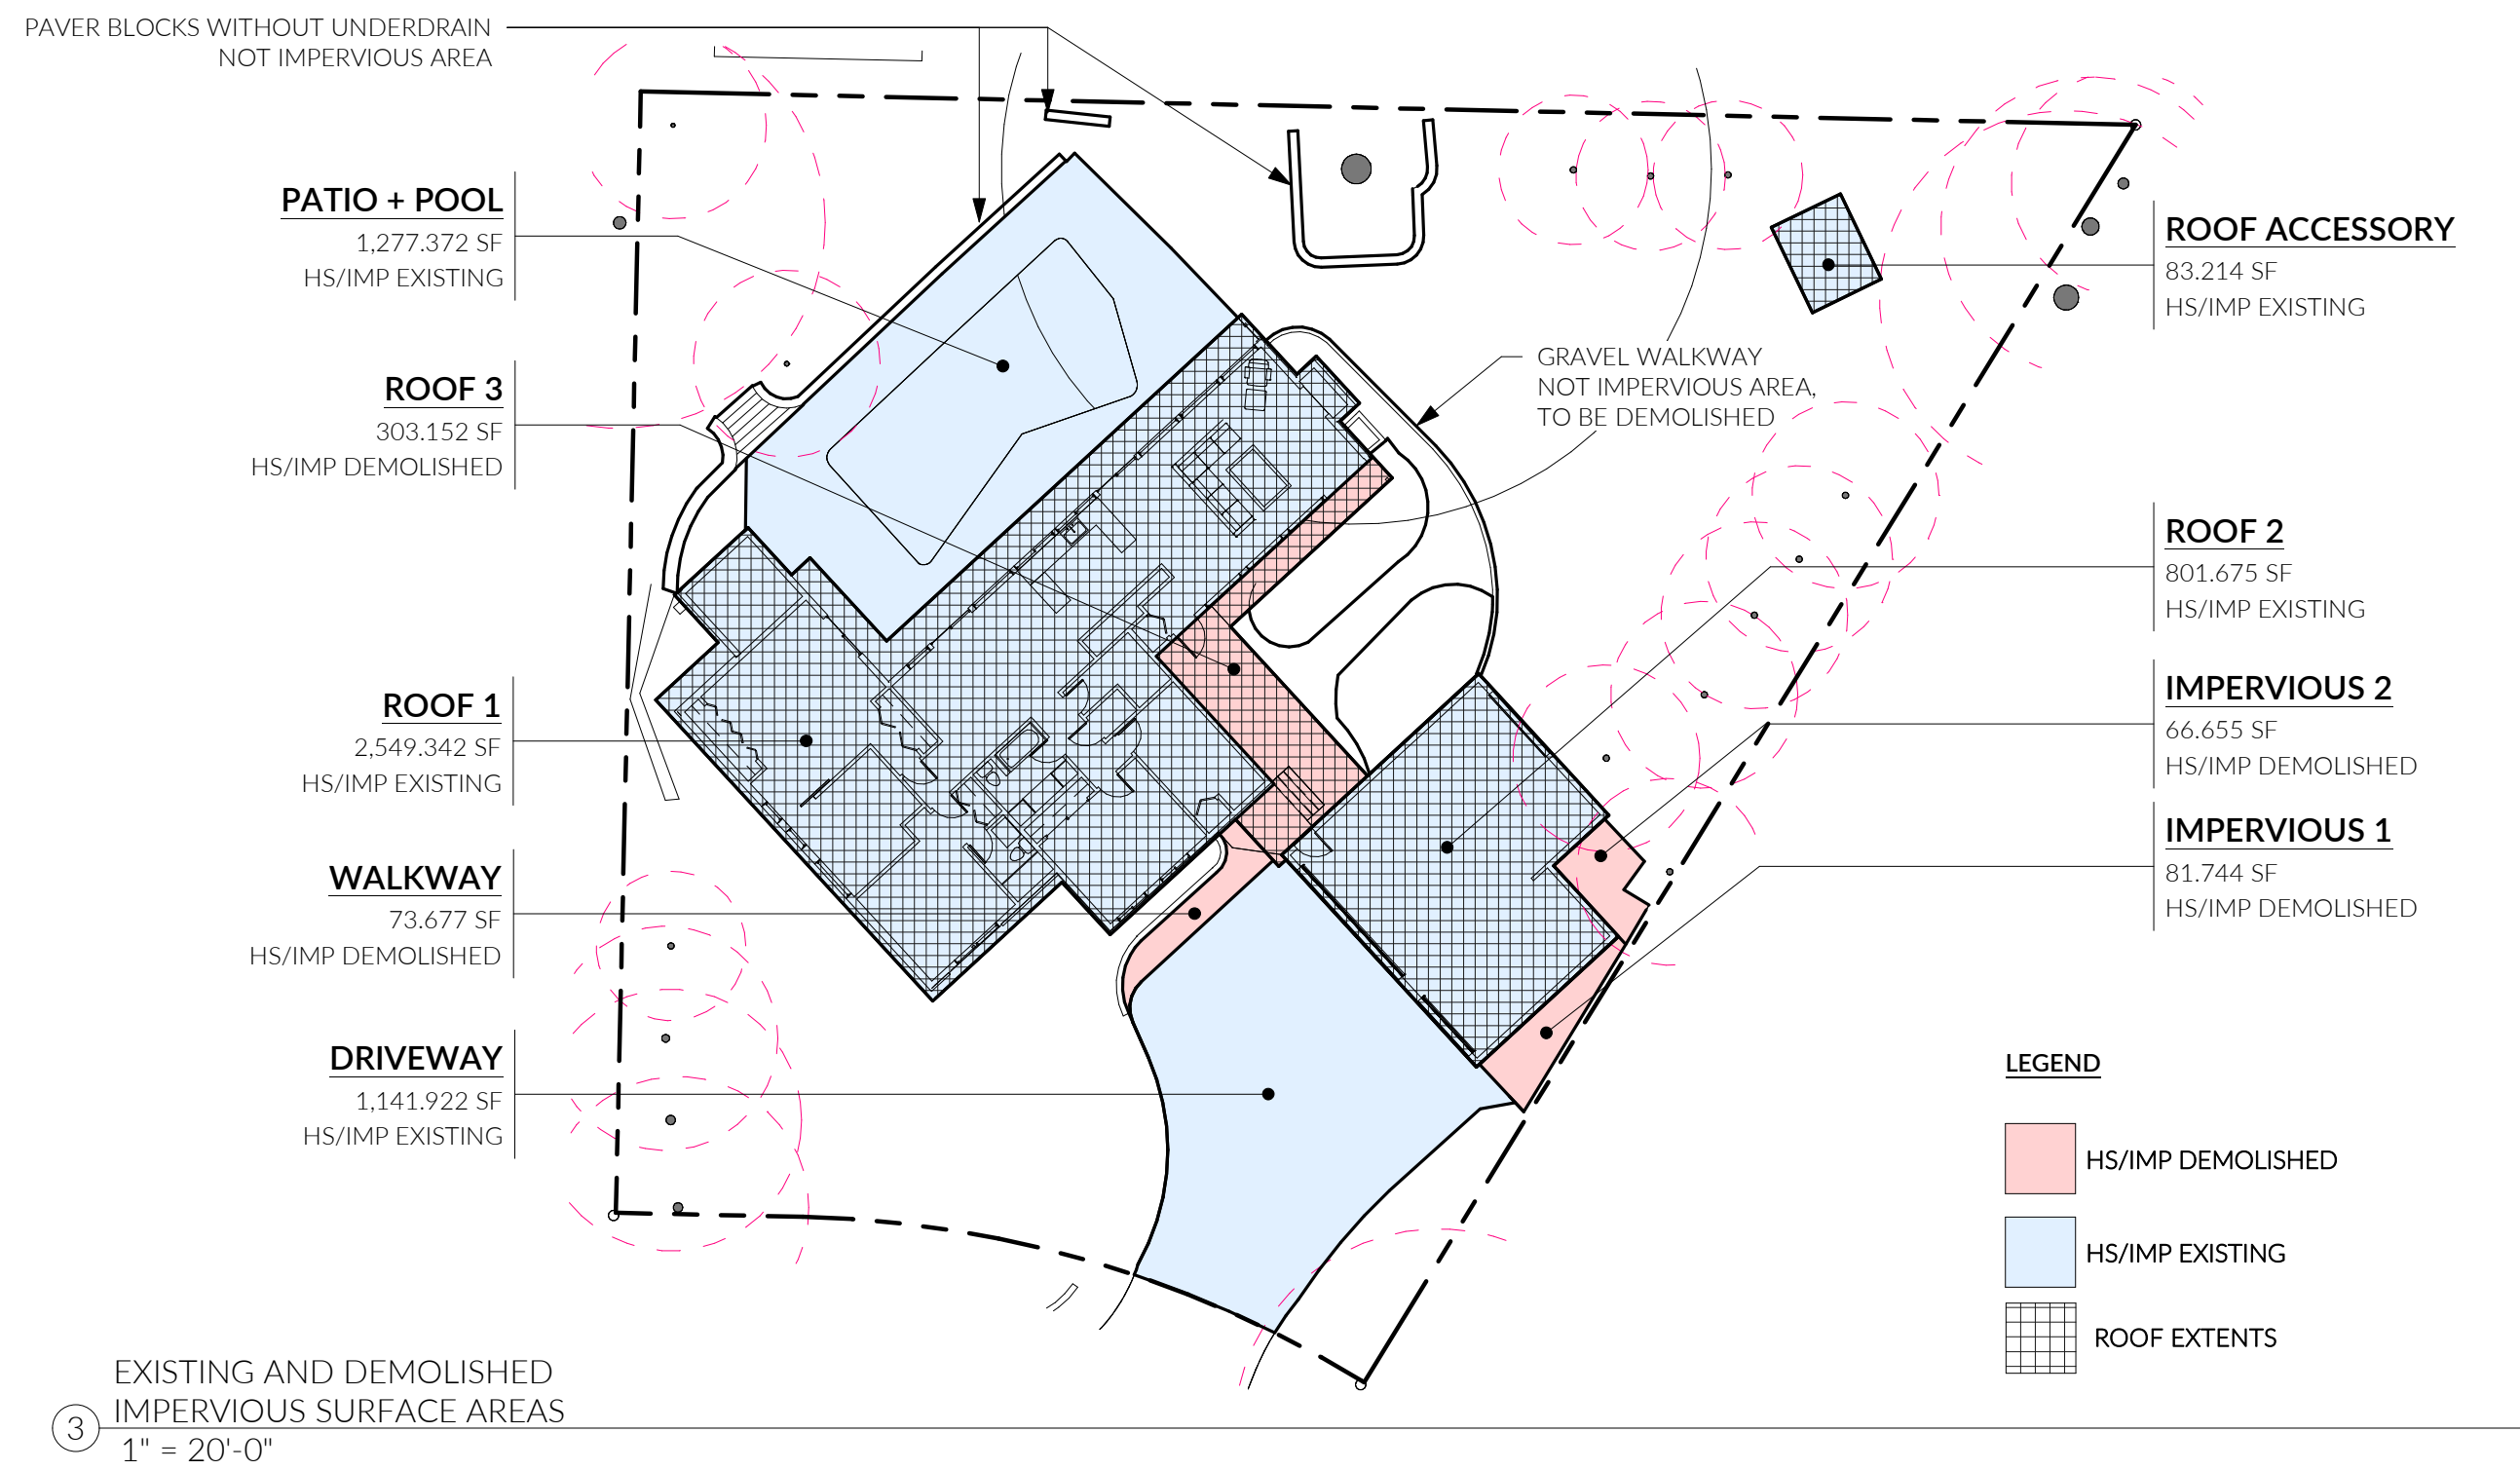 PAVER BLOCKS WITHOUT UNDERDRAIN
NOT IMPERVIOUS AREA
PATIO + POOL
1,277.372 SF
HS/IMP EXISTING
ROOF 3
303.152 SF
HS/IMP DEMOLISHED
ROOF 1
2,549.342 SF
HS/IMP EXISTING
WALKWAY
73.677 SF
HS/IMP DEMOLISHED
DRIVEWAY
1,141.922 SF
HS/IMP EXISTING
GRAVEL WALKWAY
NOT IMPERVIOUS AREA,
TO BE DEMOLISHED
ROOF ACCESSORY
83.214 SF
HS/IMP EXISTING
ROOF 2
801.675 SF
HS/IMP EXISTING
IMPERVIOUS 2
66.655 SF
HS/IMP DEMOLISHED
IMPERVIOUS 1
81.744 SF
HS/IMP DEMOLISHED
LEGEND
HS/IMP DEMOLISHED
HS/IMP EXISTING
ROOF EXTENTS
3
EXISTING AND DEMOLISHED
IMPERVIOUS SURFACE AREAS
1" = 20'-0"